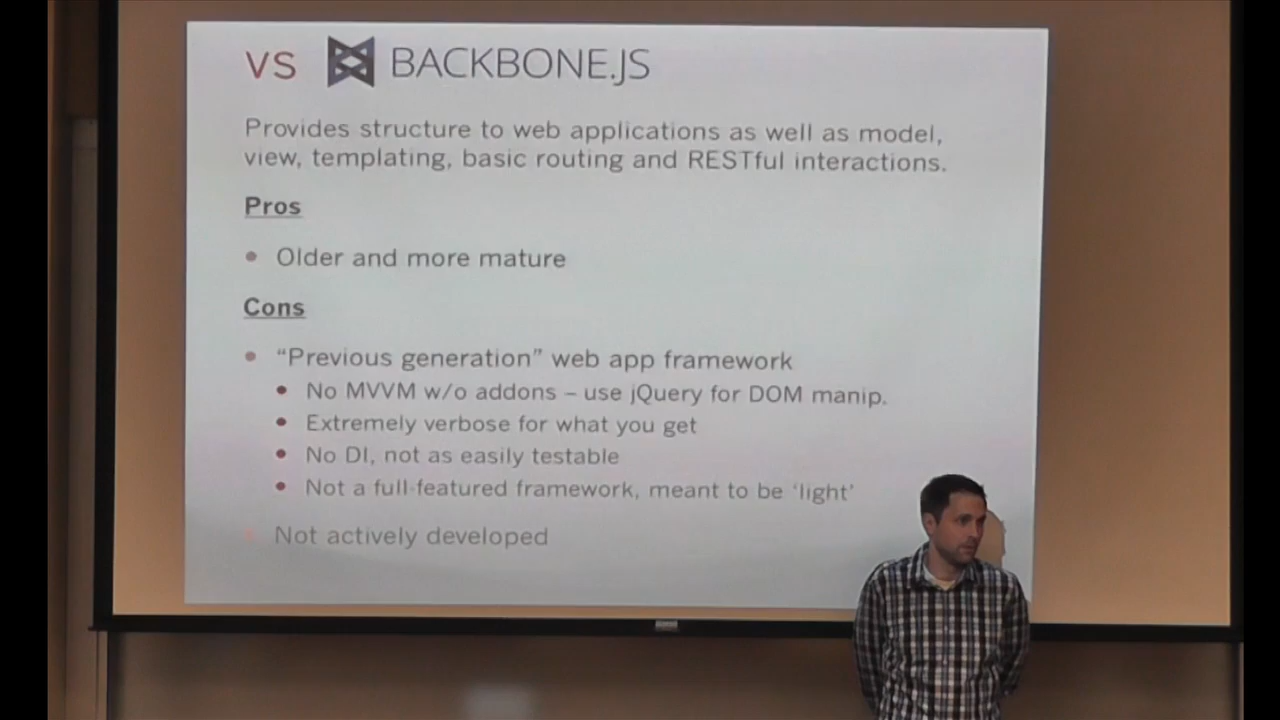 VS BACKBONE.JS
Provides structure to web applications as well as model,
view, templating, basic routing and RESTful interactions.
Pros
• Older and more mature
Cons
• “Previous generation” web app framework
• No MVVM w/o addons – use jQuery for DOM manip.
• Extremely verbose for what you get
• No DI, not as easily testable
• Not a full-featured framework, meant to be ‘light’
• Not actively developed